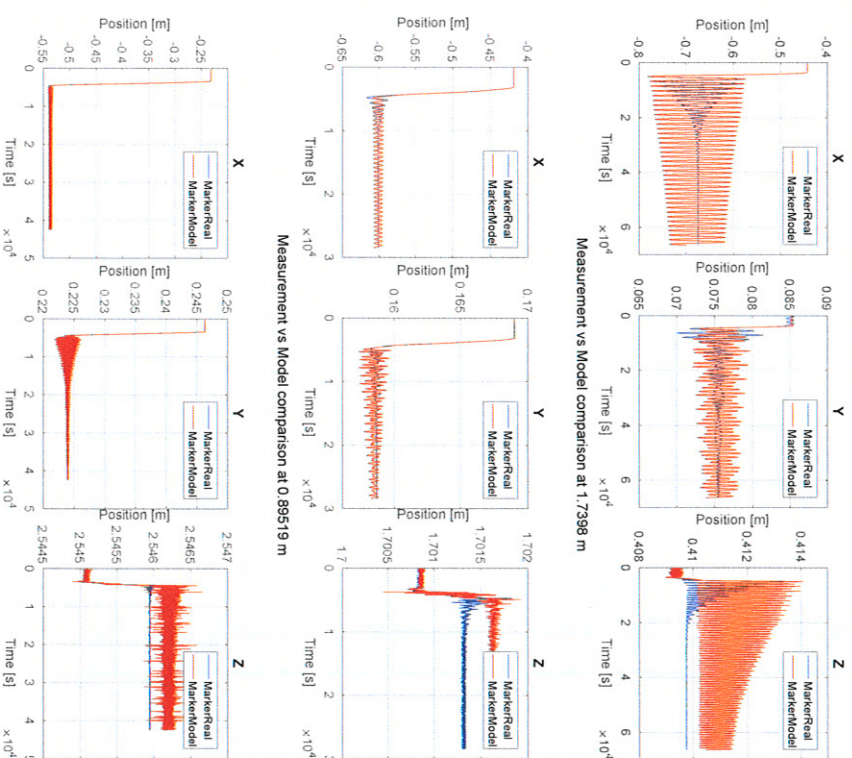 X
Position [m]
-0.4
-0.5
-0.6
-0.7
-0.8
MarkerReal
MarkerModel
0 2 4 6
Time [s]
×10⁴
Y
Position [m]
0.09
0.085
0.08
0.075
0.07
0.065
MarkerReal
MarkerModel
0 2 4 6
Time [s]
×10⁴
Z
Position [m]
0.414
0.412
0.41
0.408
MarkerReal
MarkerModel
0 2 4 6
Time [s]
×10⁴
Measurement vs Model comparison at 1.7398 m
X
Position [m]
-0.4
-0.45
-0.5
-0.55
-0.6
-0.65
MarkerReal
MarkerModel
0 1 2 3
Time [s]
×10⁴
Y
Position [m]
0.17
0.165
0.16
MarkerReal
MarkerModel
0 1 2 3
Time [s]
×10⁴
Z
Position [m]
1.702
1.7015
1.701
1.7005
1.7
MarkerReal
MarkerModel
0 1 2
Time [s]
×10⁴
Measurement vs Model comparison at 0.89519 m
X
Position [m]
-0.25
-0.3
-0.35
-0.4
-0.45
-0.5
-0.55
MarkerReal
MarkerModel
0 1 2 3 4 5
Time [s]
×10⁴
Y
Position [m]
0.25
0.245
0.24
0.235
0.23
0.225
0.22
MarkerReal
MarkerModel
0 1 2 3 4 5
Time [s]
×10⁴
Z
Position [m]
2.547
2.5465
2.546
2.5455
2.545
2.5445
MarkerReal
MarkerModel
0 1 2 3 4
Time [s]
×10⁴